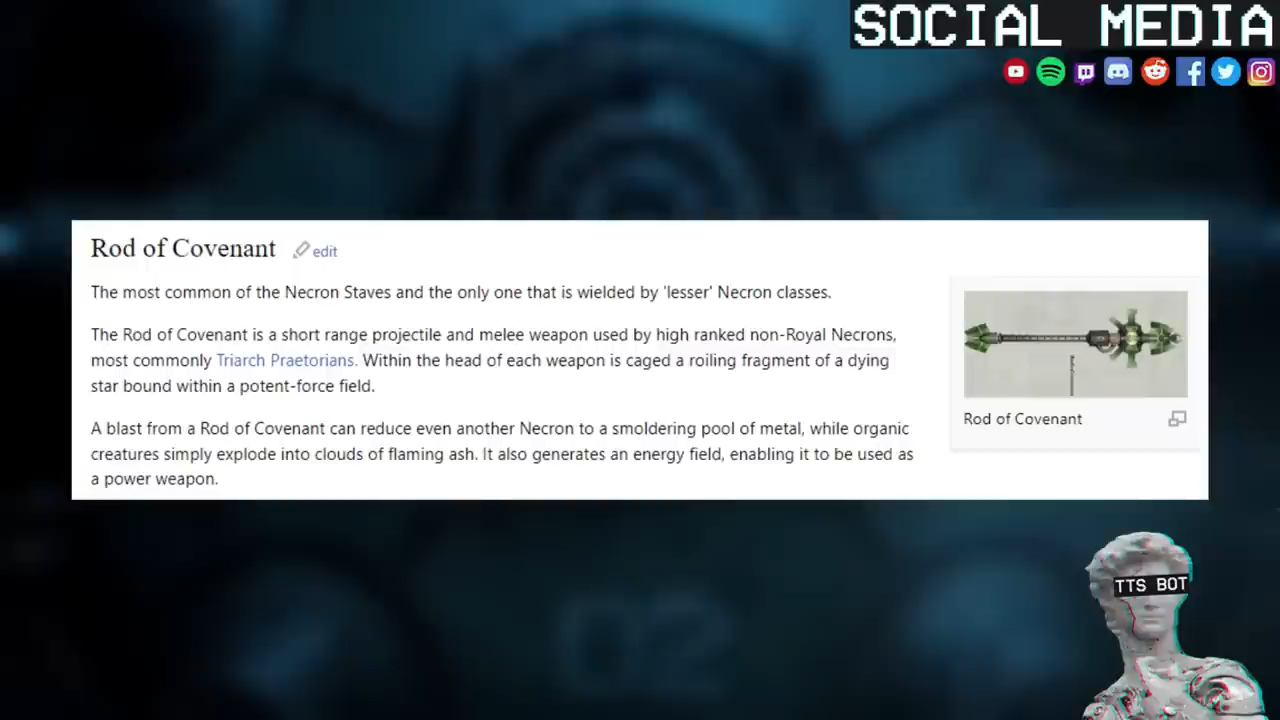 SOCIAL MEDIA
Rod of Covenant edit
The most common of the Necron Staves and the only one that is wielded by 'lesser' Necron classes.
The Rod of Covenant is a short range projectile and melee weapon used by high ranked non-Royal Necrons,
most commonly Triarch Praetorians. Within the head of each weapon is caged a roiling fragment of a dying
star bound within a potent-force field.
Rod of Covenant
A blast from a Rod of Covenant can reduce even another Necron to a smoldering pool of metal, while organic
creatures simply explode into clouds of flaming ash. It also generates an energy field, enabling it to be used as
a power weapon.
TTS BOT
02